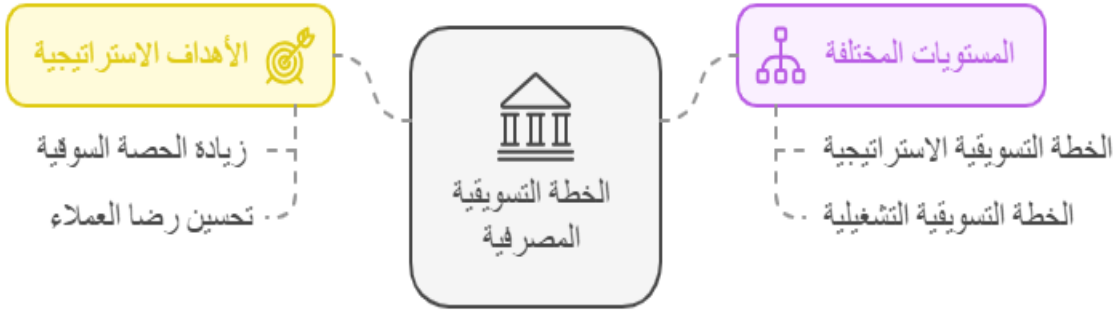 المستويات المختلفة
الخطة التسويقية الاستراتيجية
الخطة التسويقية التشغيلية
الخطة التسويقية
المصرفية
الأهداف الاستراتيجية
زيادة الحصة السوقية
تحسين رضا العملاء